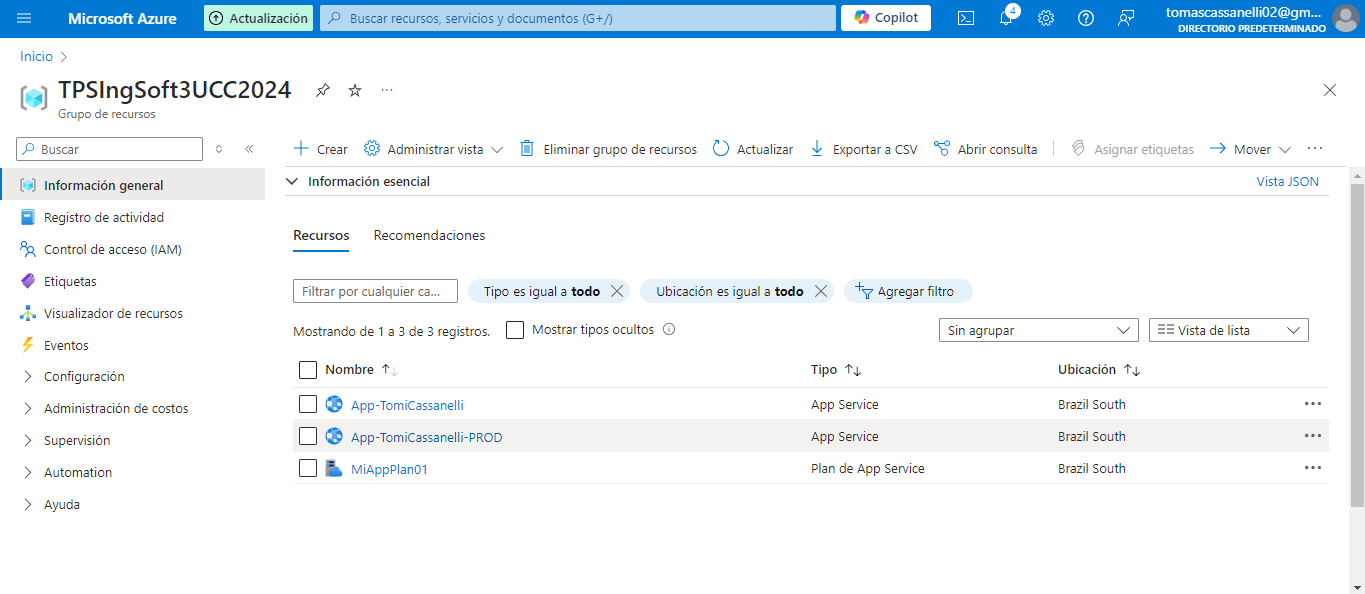 Microsoft Azure
Actualización
Buscar recursos, servicios y documentos (G+/)
Copilot
4
tomascassanelli02@gm...
DIRECTORIO PREDETERMINADO
Inicio
TPSIngSoft3UCC2024
Grupo de recursos
Buscar
Crear
Administrar vista
Eliminar grupo de recursos
Actualizar
Exportar a CSV
Abrir consulta
Asignar etiquetas
Mover
Información general
Registro de actividad
Control de acceso (IAM)
Etiquetas
Visualizador de recursos
Eventos
Configuración
Administración de costos
Supervisión
Automation
Ayuda
Información esencial
Vista JSON
Recursos Recomendaciones
Filtrar por cualquier ca...
Tipo es igual a todo
Ubicación es igual a todo
Agregar filtro
Mostrando de 1 a 3 de 3 registros.
Mostrar tipos ocultos
Sin agrupar
Vista de lista
Nombre Tipo Ubicación
App-TomiCassanelli App Service Brazil South
App-TomiCassanelli-PROD App Service Brazil South
MiAppPlan01 Plan de App Service Brazil South